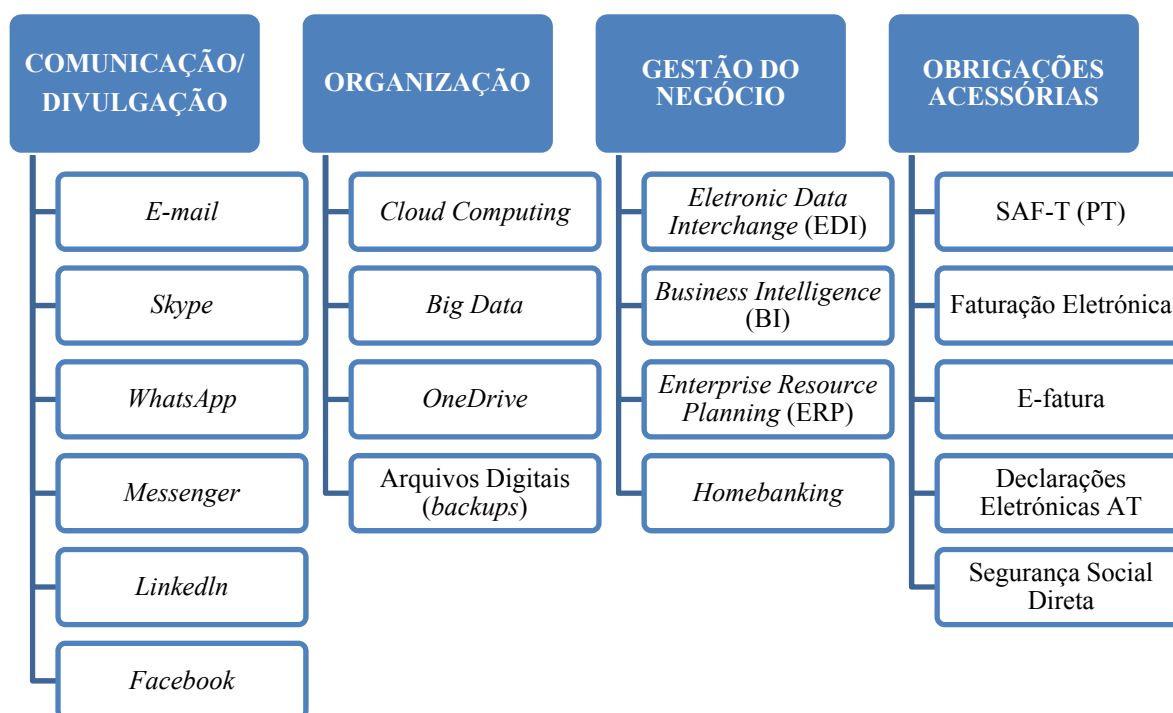 COMUNICAÇÃO/
DIVULGAÇÃO
E-mail
Skype
WhatsApp
Messenger
Linkedln
Facebook
ORGANIZAÇÃO
Cloud Computing
Big Data
OneDrive
Arquivos Digitais
(backups)
GESTÃO DO
NEGÓCIO
Eletronic Data
Interchange (EDI)
Business Intelligence
(BI)
Enterprise Resource
Planning (ERP)
Homebanking
OBRIGAÇÕES
ACESSÓRIAS
SAF-T (PT)
Faturação Eletrónica
E-fatura
Declarações
Eletrónicas AT
Segurança Social
Direta